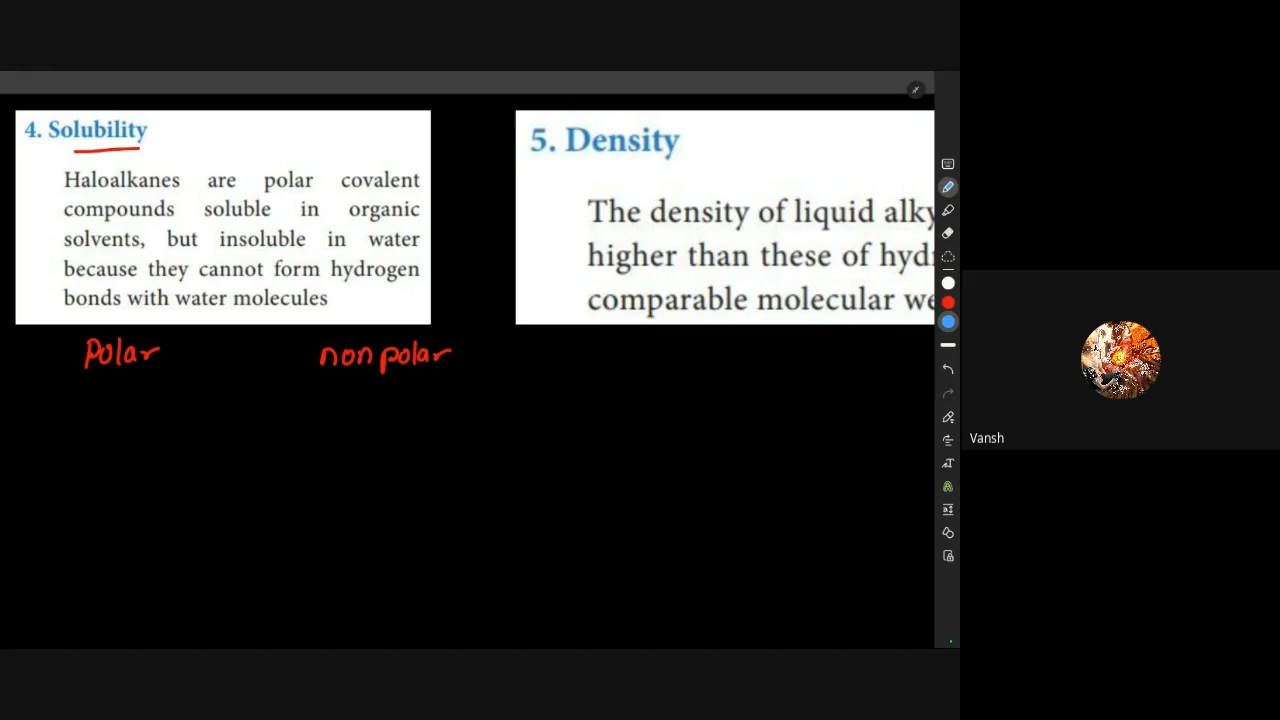 4. Solubility
Haloalkanes are polar covalent
compounds soluble in organic
solvents, but insoluble in water
because they cannot form hydrogen
bonds with water molecules
Polar
non polar
5. Density
The density of liquid alky
higher than these of hydr
comparable molecular we
Vansh